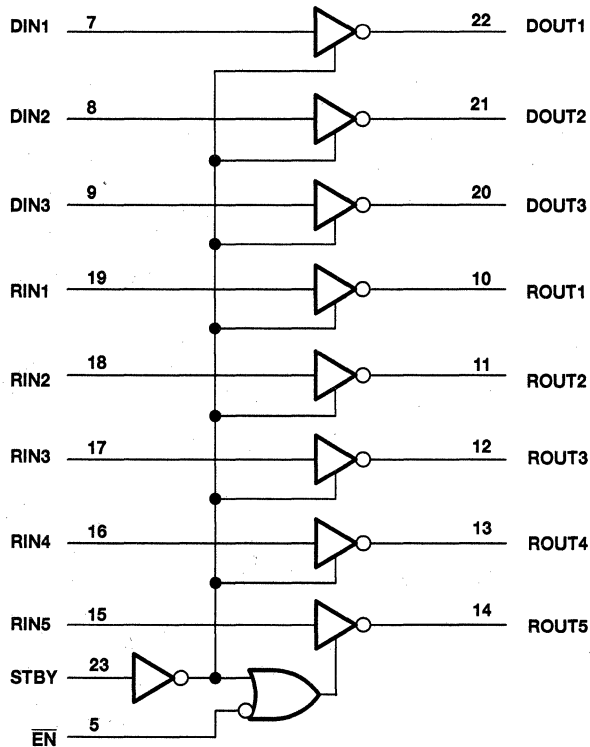 DIN1 7 22 DOUT1
DIN2 8 21 DOUT2
DIN3 9 20 DOUT3
RIN1 19 10 ROUT1
RIN2 18 11 ROUT2
RIN3 17 12 ROUT3
RIN4 16 13 ROUT4
RIN5 15 14 ROUT5
STBY 23
E̅N̅ 5